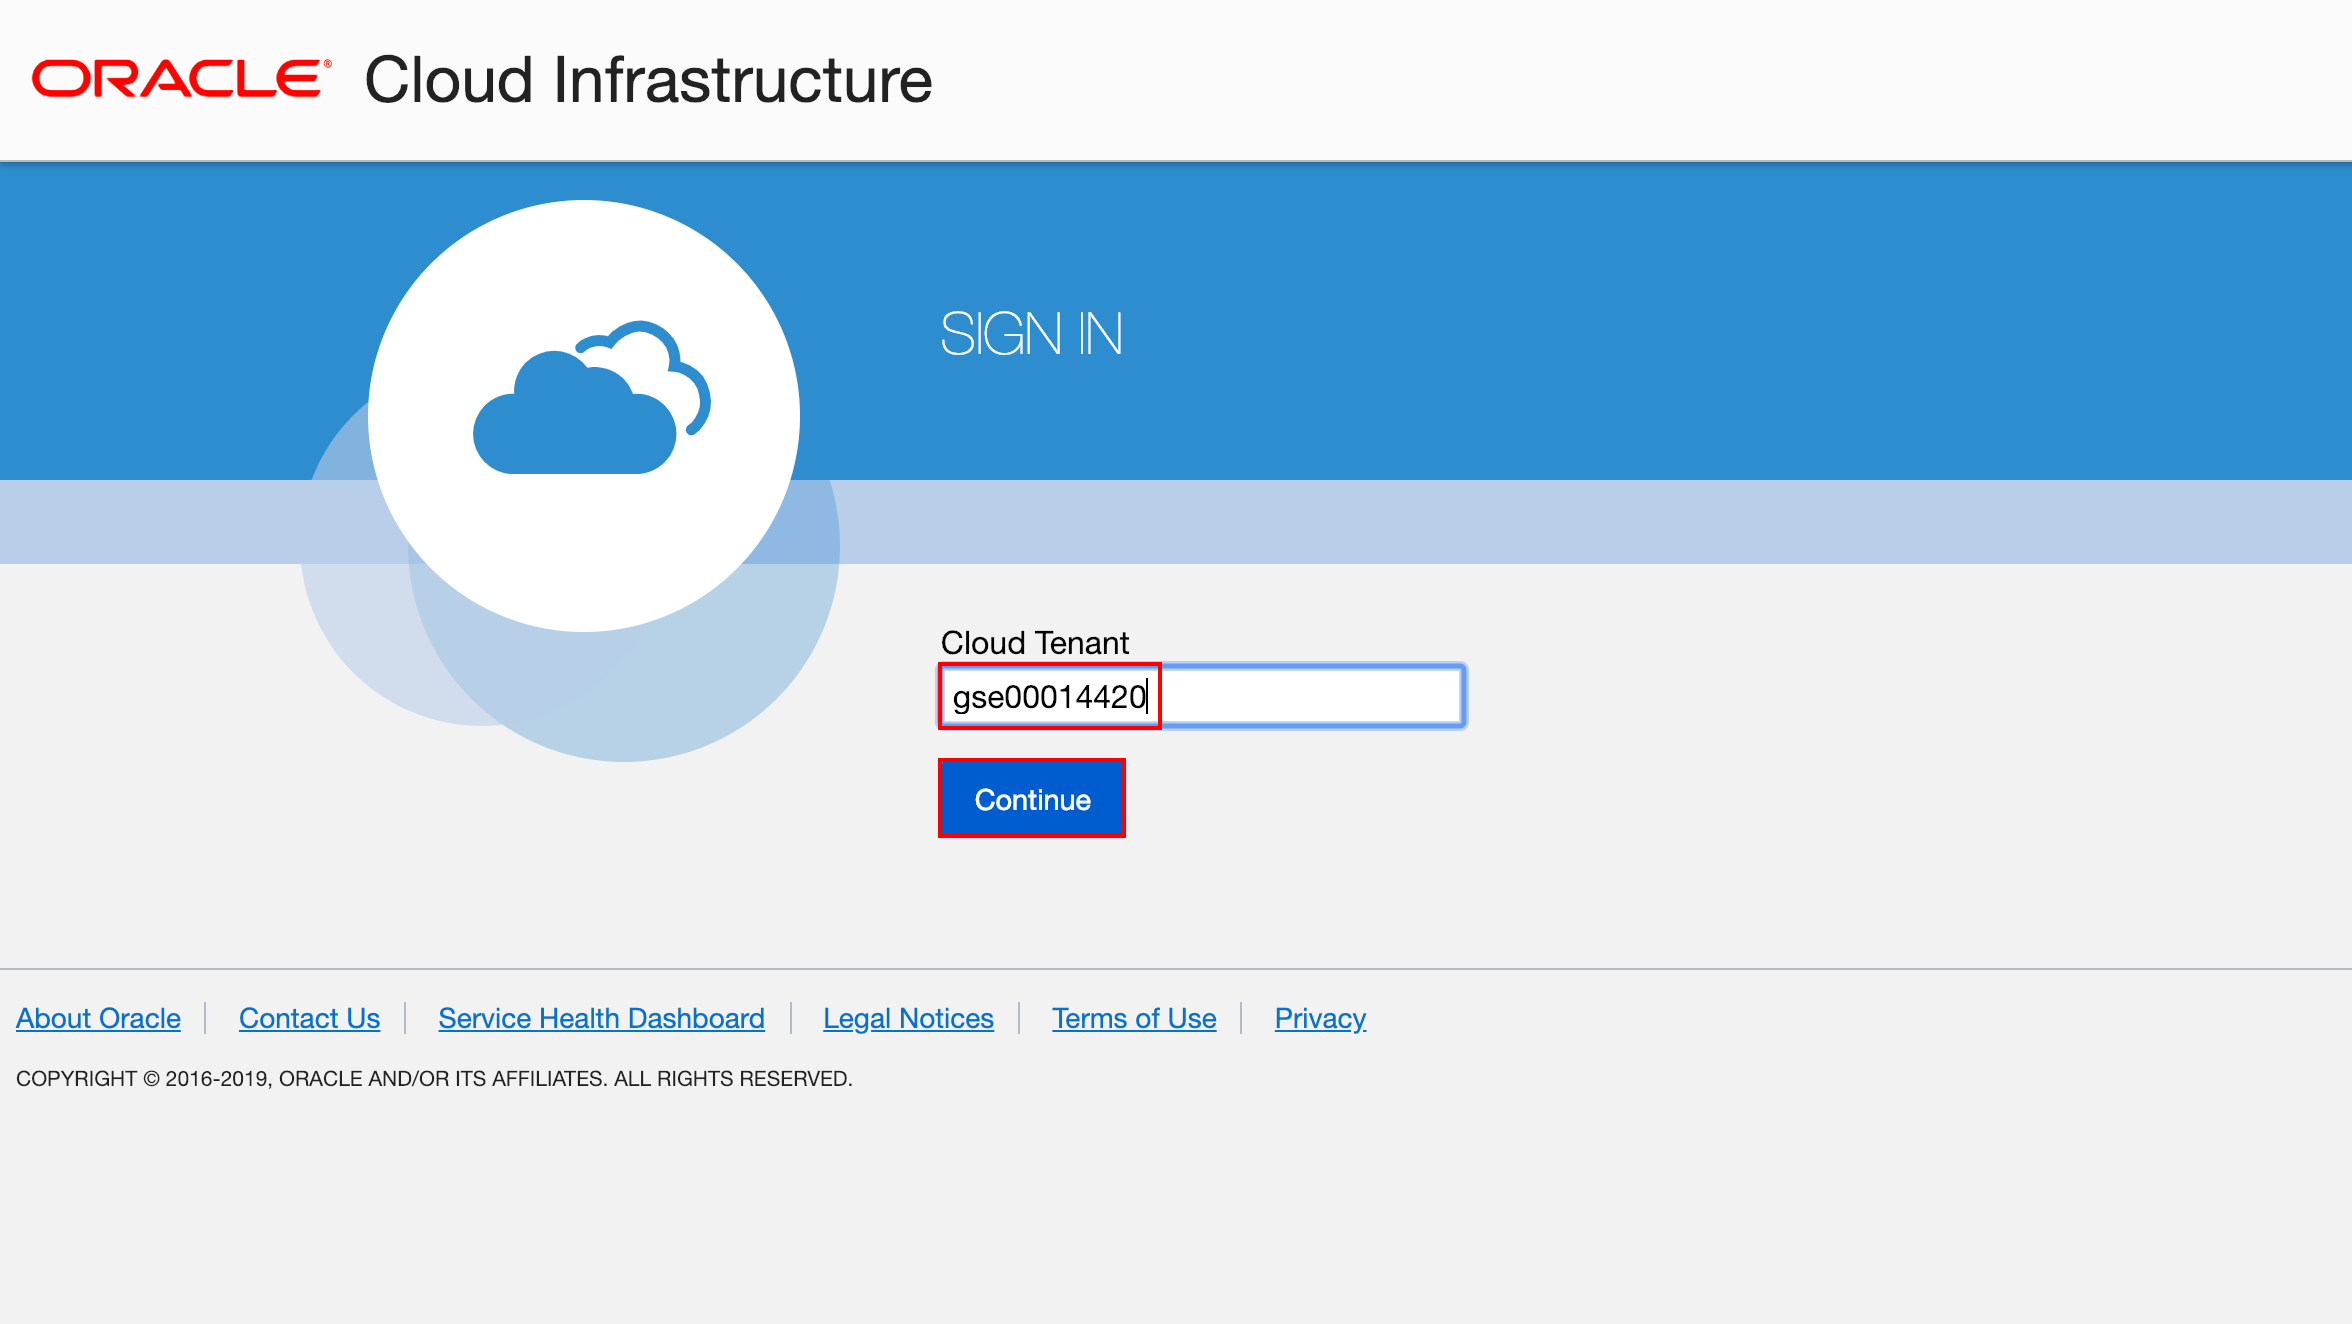 ORACLE® Cloud Infrastructure
SIGN IN
Cloud Tenant
gse00014420
Continue
About Oracle Contact Us Service Health Dashboard Legal Notices Terms of Use Privacy
COPYRIGHT © 2016-2019, ORACLE AND/OR ITS AFFILIATES. ALL RIGHTS RESERVED.